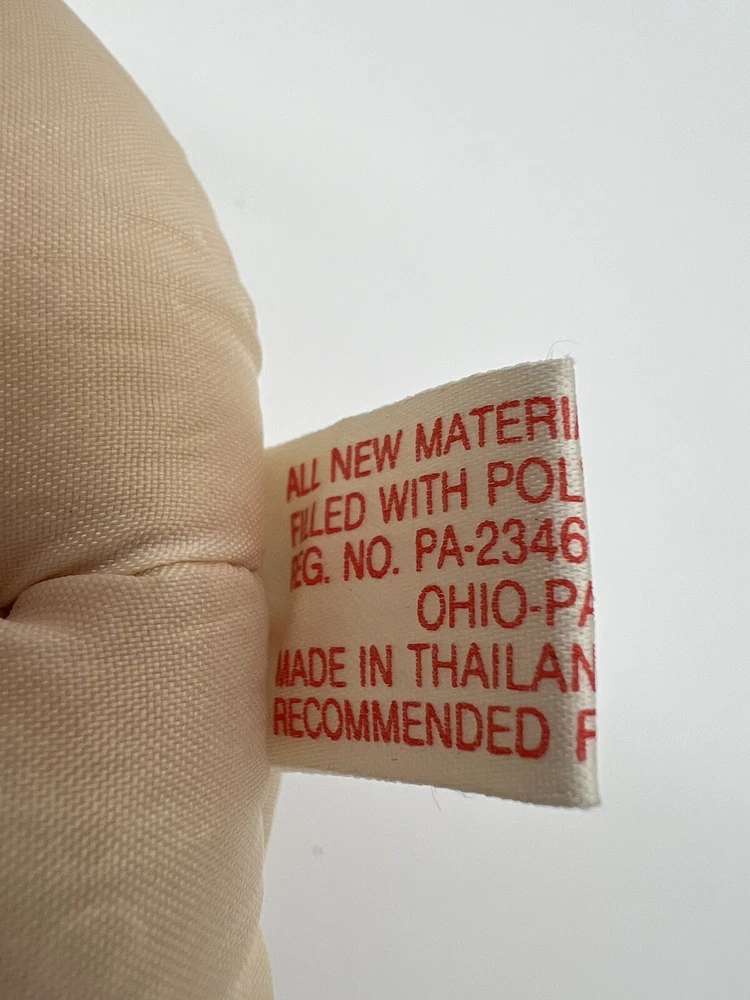 ALL NEW MATERI
FILLED WITH POL
EG. NO. PA-2346
OHIO-PA
MADE IN THAILAN
RECOMMENDED F